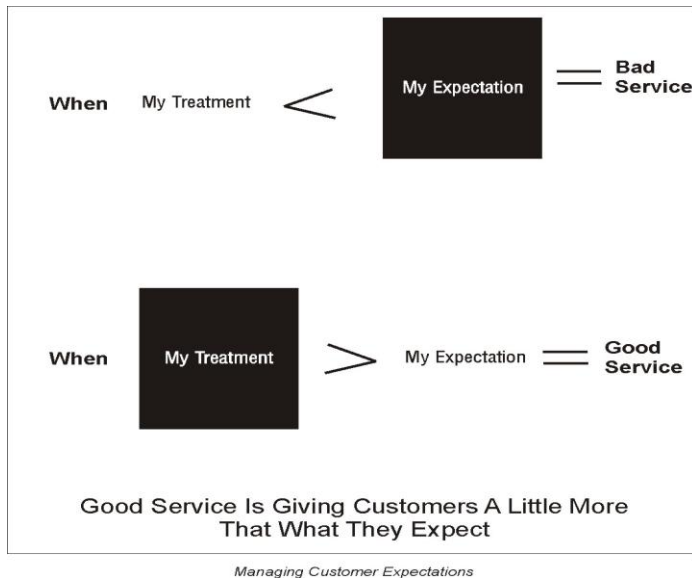 When My Treatment < My Expectation = Bad
Service
When My Treatment > My Expectation = Good
Service
Good Service Is Giving Customers A Little More
That What They Expect
Managing Customer Expectations